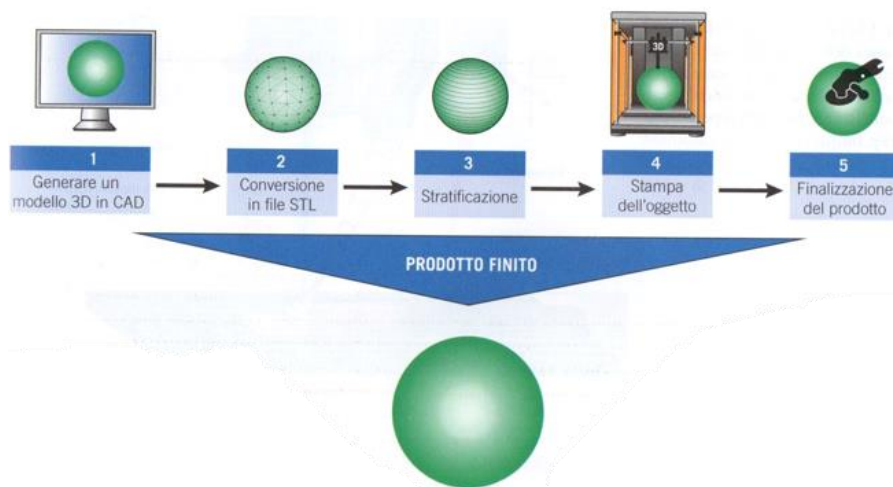 3D
1
Generare un
modello 3D in CAD
2
Conversione
in file STL
3
Stratificazione
4
Stampa
dell'oggetto
5
Finalizzazione
del prodotto
PRODOTTO FINITO